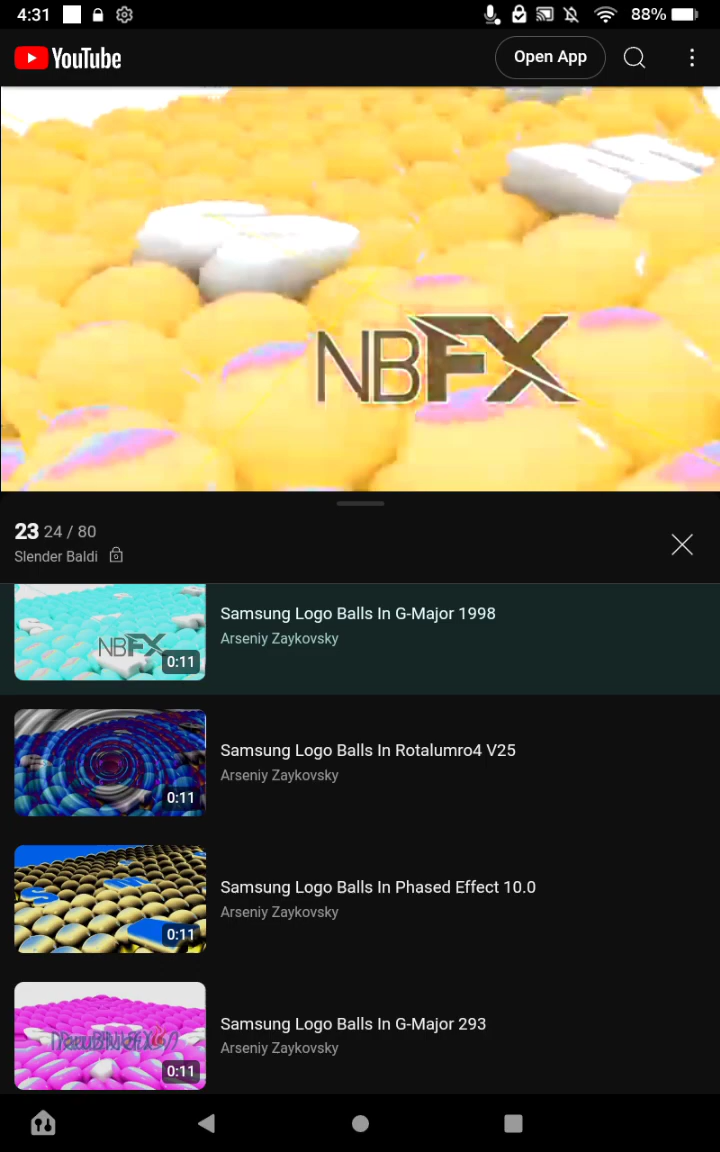 4:31
88%
YouTube
Open App
NBFX
23 24 / 80
Slender Baldi
NBFX
0:11
Samsung Logo Balls In G-Major 1998
Arseniy Zaykovsky
0:11
Samsung Logo Balls In Rotalumro4 V25
Arseniy Zaykovsky
S
0:11
Samsung Logo Balls In Phased Effect 10.0
Arseniy Zaykovsky
0:11
Samsung Logo Balls In G-Major 293
Arseniy Zaykovsky